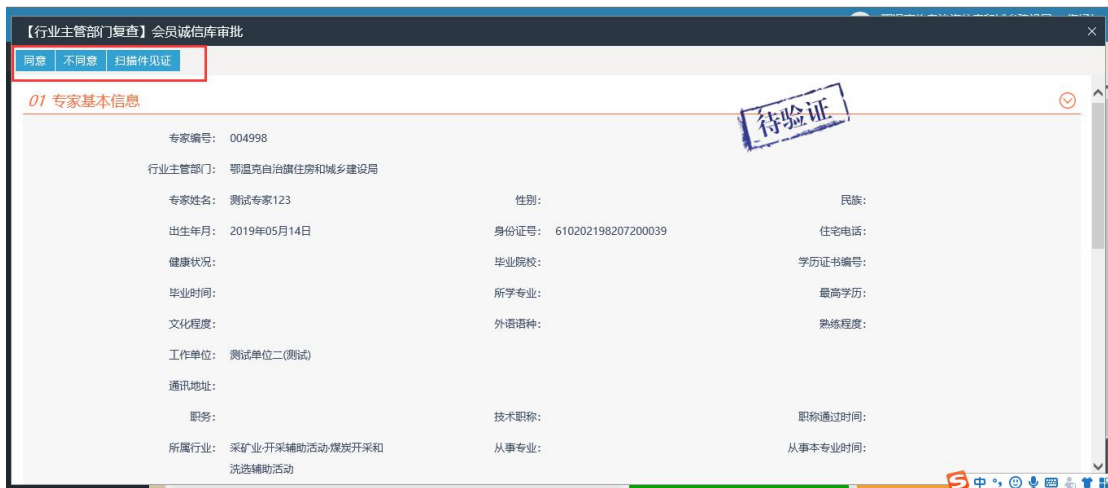 【行业主管部门复查】会员诚信库审批
同意 不同意 扫描件见证
01 专家基本信息
待验证
专家编号: 004998
行业主管部门: 鄂温克自治旗住房和城乡建设局
专家姓名: 测试专家123 性别: 民族:
出生年月: 2019年05月14日 身份证号: 610202198207200039 住宅电话:
健康状况: 毕业院校: 学历证书编号:
毕业时间: 所学专业: 最高学历:
文化程度: 外语语种: 熟练程度:
工作单位: 测试单位二(测试)
通讯地址:
职务: 技术职称: 职称通过时间:
所属行业: 采矿业·开采辅助活动·煤炭开采和 从事专业: 从事本专业时间:
洗选辅助活动
中